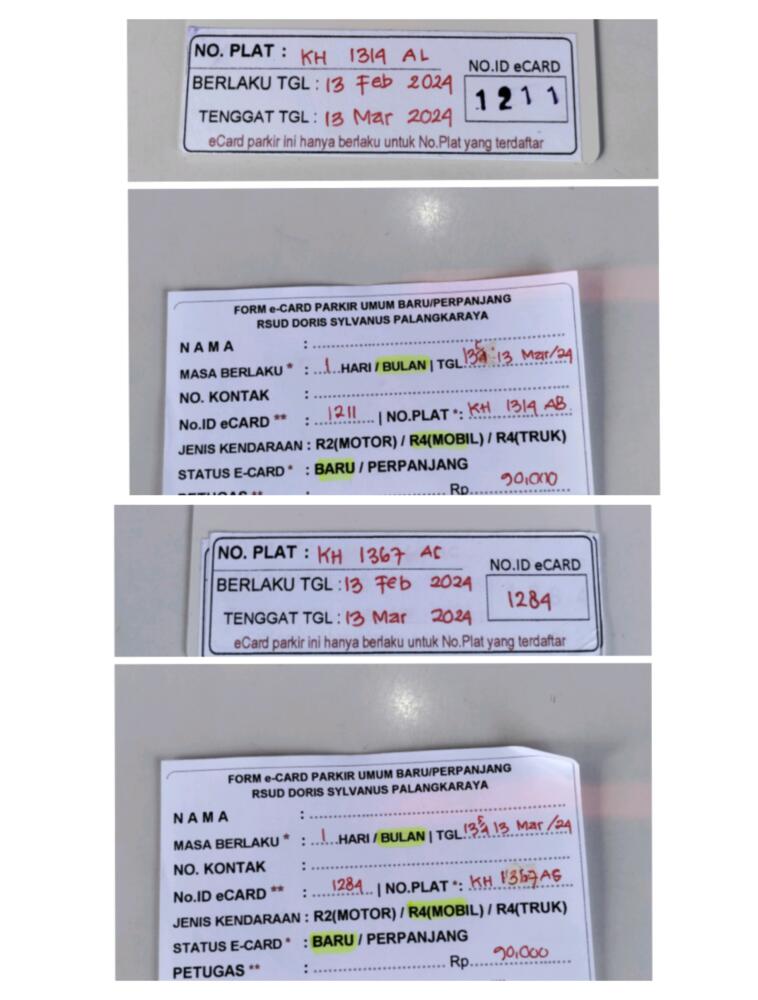 NO. PLAT : KH 1314 AL
NO.ID eCARD
BERLAKU TGL : 13 Feb 2024
1211
TENGGAT TGL : 13 Mar 2024
eCard parkir ini hanya berlaku untuk No.Plat yang terdaftar
FORM e-CARD PARKIR UMUM BARU/PERPANJANG
RSUD DORIS SYLVANUS PALANGKARAYA
N A M A :
MASA BERLAKU * : 1 HARI / BULAN | TGL. 13 Mar/24
NO. KONTAK :
No.ID eCARD ** : 1211 | NO.PLAT *: KH 1314 AB
JENIS KENDARAAN : R2(MOTOR) / R4(MOBIL) / R4(TRUK)
STATUS E-CARD * : BARU / PERPANJANG
PETUGAS ** : Rp. 90,000
NO. PLAT : KH 1367 AC
NO.ID eCARD
BERLAKU TGL : 13 Feb 2024
1284
TENGGAT TGL : 13 Mar 2024
eCard parkir ini hanya berlaku untuk No.Plat yang terdaftar
FORM e-CARD PARKIR UMUM BARU/PERPANJANG
RSUD DORIS SYLVANUS PALANGKARAYA
N A M A :
MASA BERLAKU * : 1 HARI / BULAN | TGL. 13 Mar/24
NO. KONTAK :
No.ID eCARD ** : 1284 | NO.PLAT *: KH 1367
JENIS KENDARAAN : R2(MOTOR) / R4(MOBIL) / R4(TRUK)
STATUS E-CARD * : BARU / PERPANJANG
PETUGAS ** : Rp. 90,000